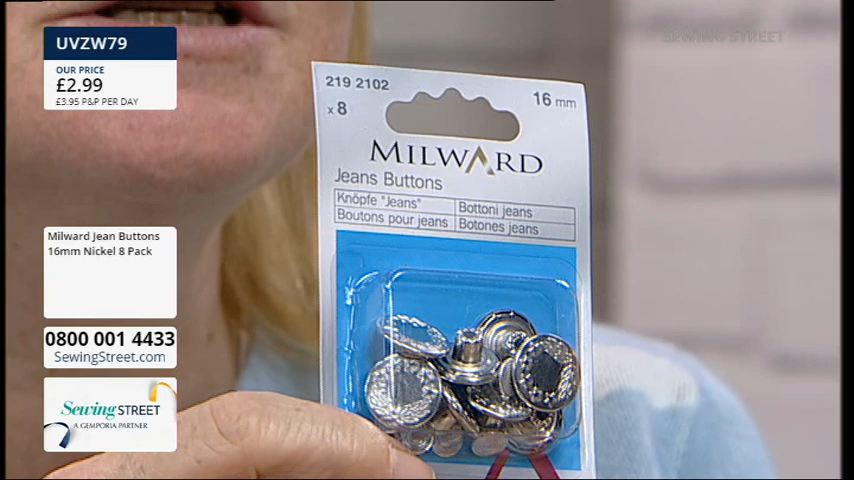 UVZW79
OUR PRICE
£2.99
£3.95 P&P PER DAY
SEWING STREET
219 2102
x 8
16 mm
MILWARD
Jeans Buttons
Knöpfe "Jeans"
Bottoni jeans
Boutons pour jeans
Botones jeans
Milward Jean Buttons
16mm Nickel 8 Pack
0800 001 4433
SewingStreet.com
Sewing STREET
A GEMPORIA PARTNER